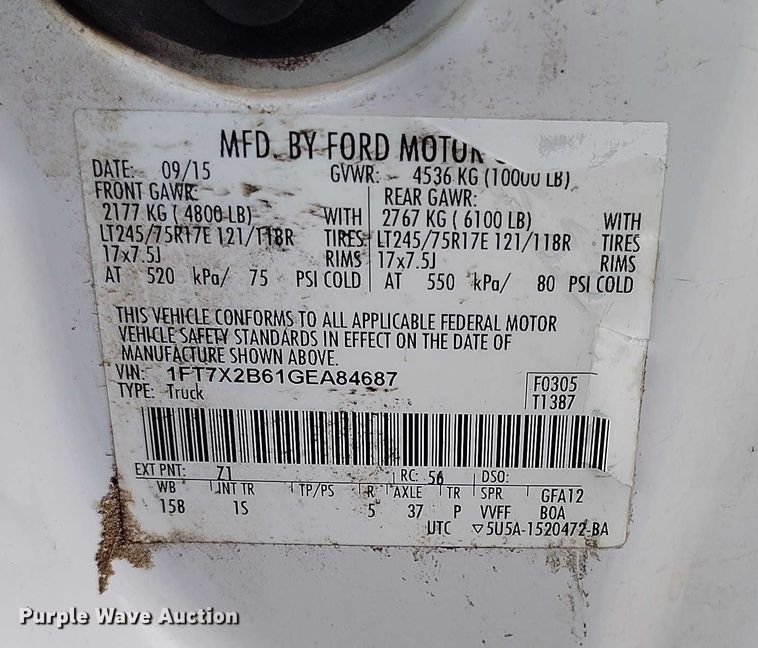 MFD. BY FORD MOTOR
DATE: 09/15 GVWR: 4536 KG (10000 LB)
FRONT GAWR: REAR GAWR:
2177 KG ( 4800 LB) WITH 2767 KG ( 6100 LB) WITH
LT245/75R17E 121/118R TIRES LT245/75R17E 121/118R TIRES
17x7.5J RIMS 17x7.5J RIMS
AT 520 kPa/ 75 PSI COLD AT 550 kPa/ 80 PSI COLD
THIS VEHICLE CONFORMS TO ALL APPLICABLE FEDERAL MOTOR
VEHICLE SAFETY STANDARDS IN EFFECT ON THE DATE OF
MANUFACTURE SHOWN ABOVE.
VIN: 1FT7X2B61GEA84687
TYPE: Truck
F0305
T1387
EXT PNT: Z1 RC: 56 DSO:
WB INT TR TP/PS R AXLE TR SPR GFA12
158 1S 5 37 P VVFF BOA
UTC ▽5U5A-1520472-BA
Purple Wave Auction